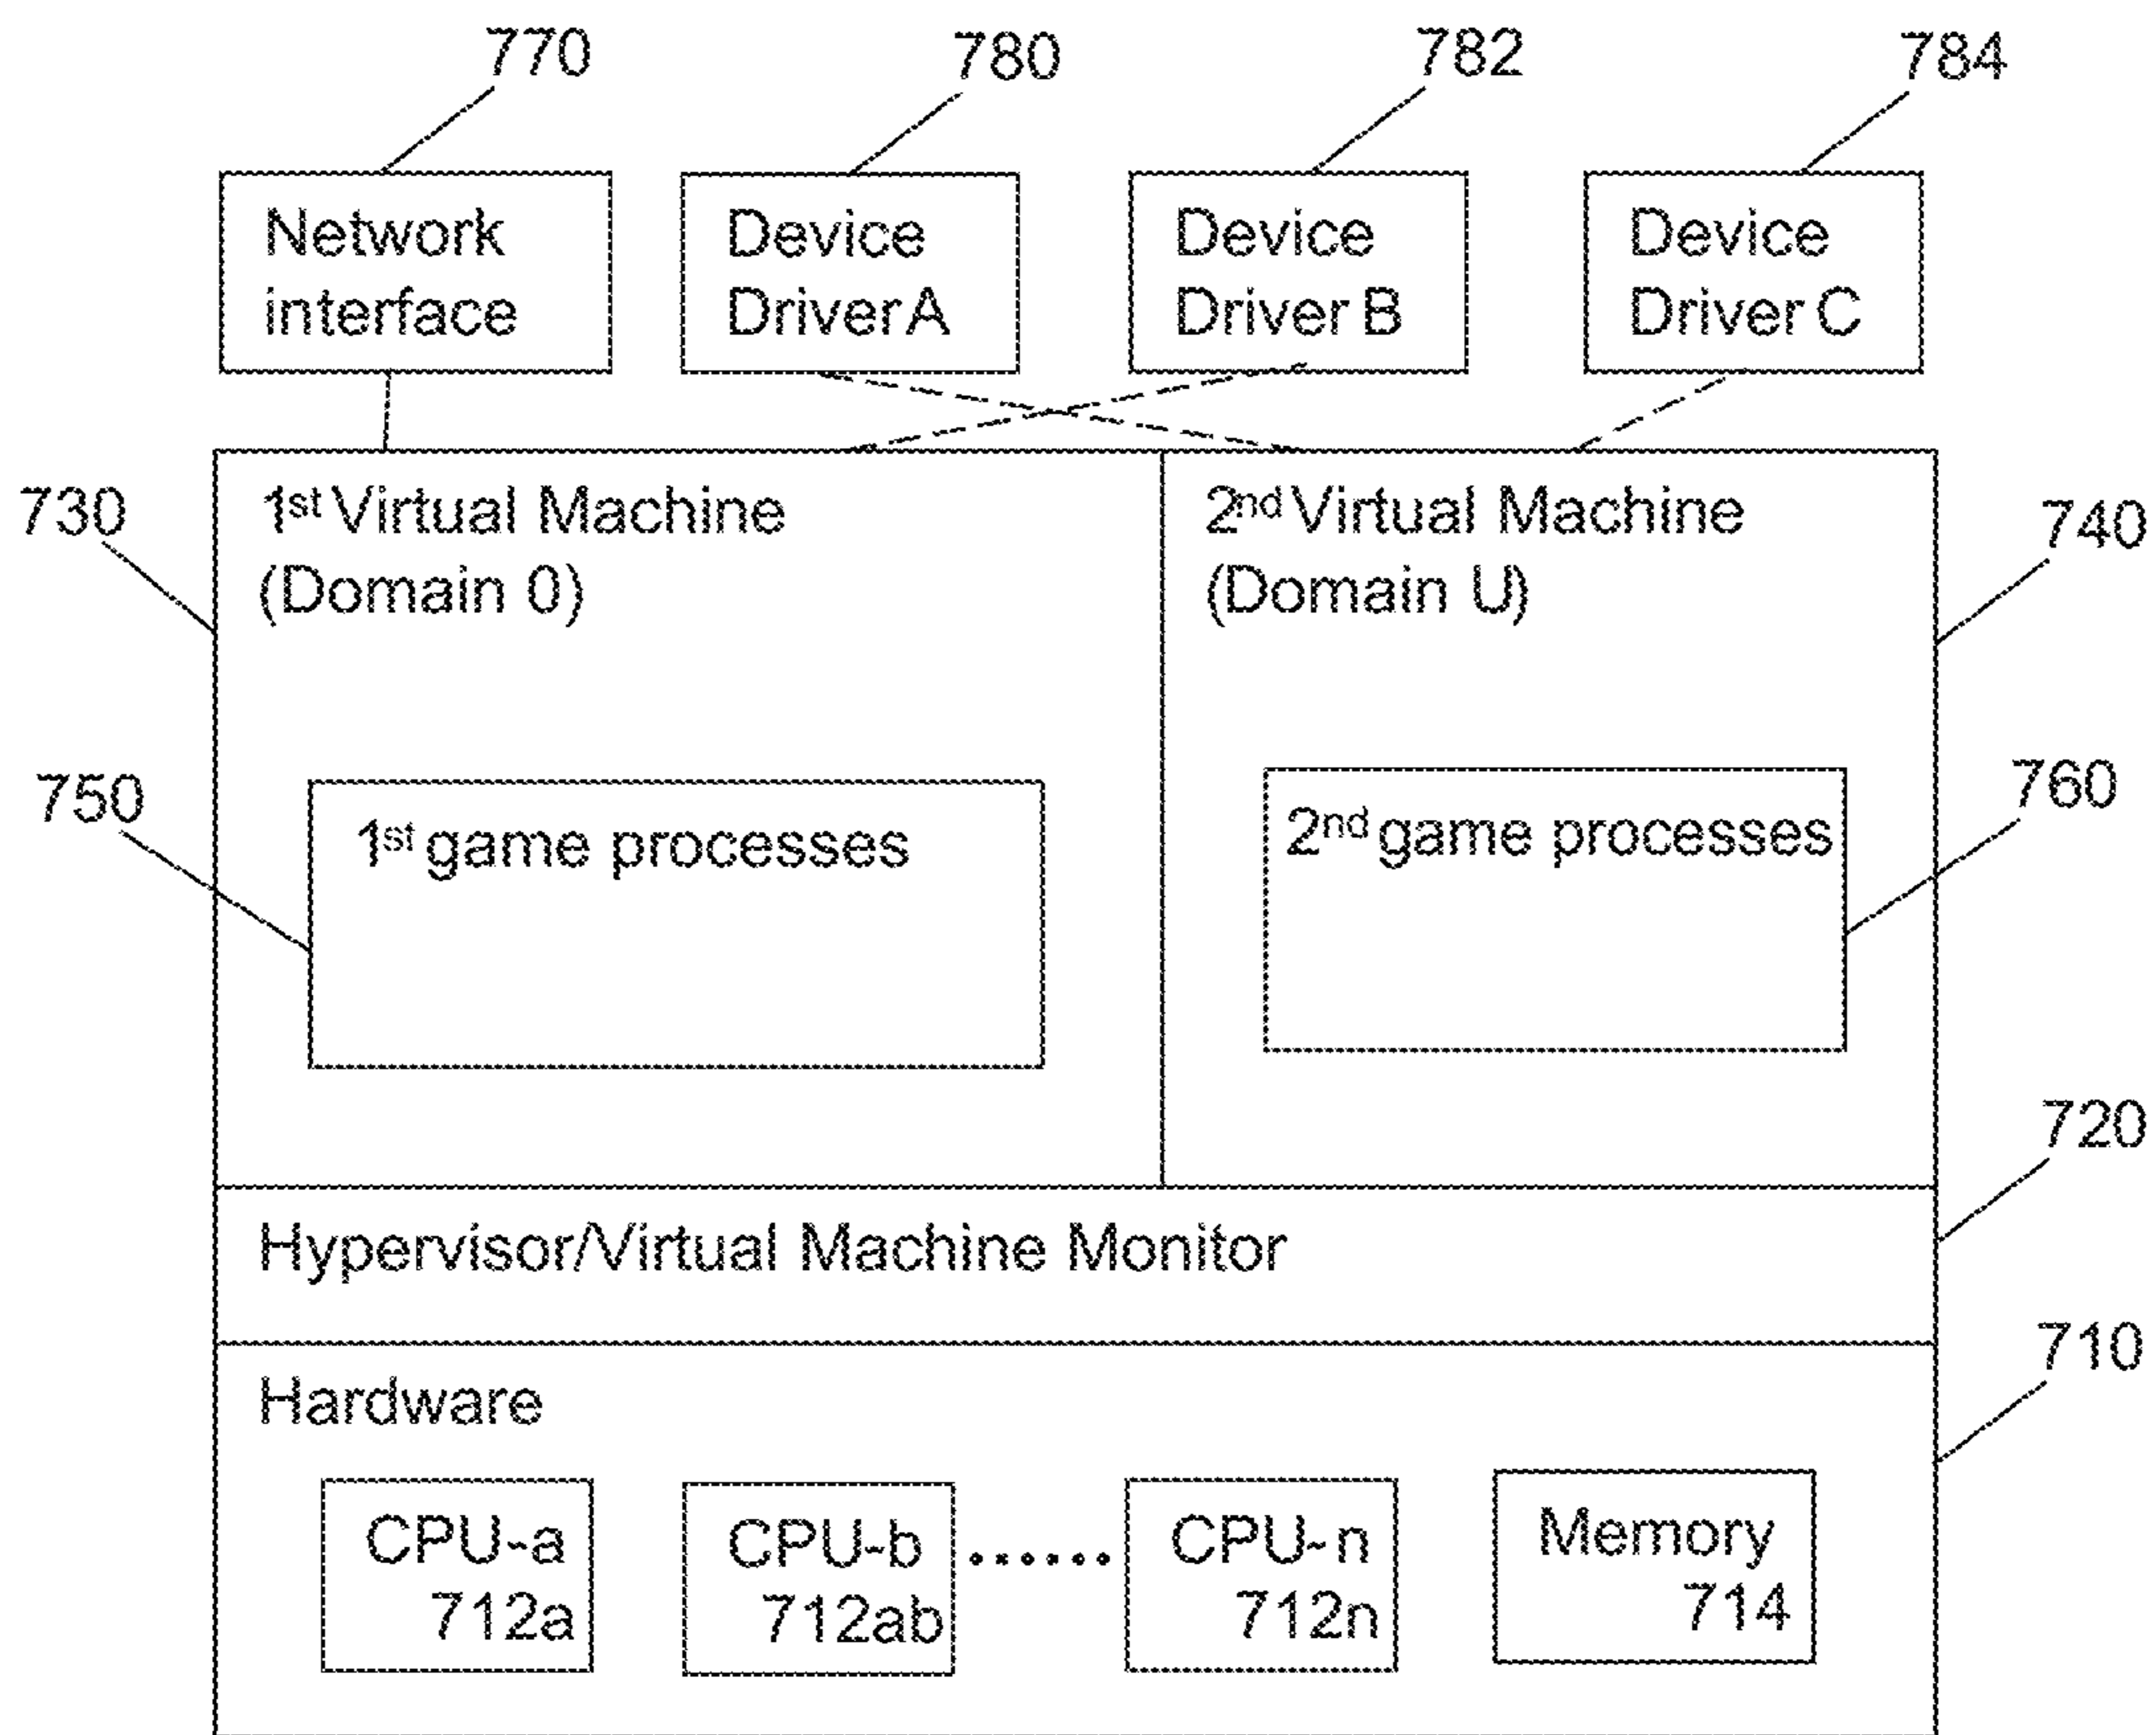 770
780
782
784
Network
interface
Device
Driver A
Device
Driver B
Device
Driver C
730
1st Virtual Machine
(Domain 0)
2nd Virtual Machine
(Domain U)
740
750
1st game processes
2nd game processes
760
720
Hypervisor/Virtual Machine Monitor
710
Hardware
CPU-a
712a
CPU-b
712ab
......
CPU-n
712n
Memory
714